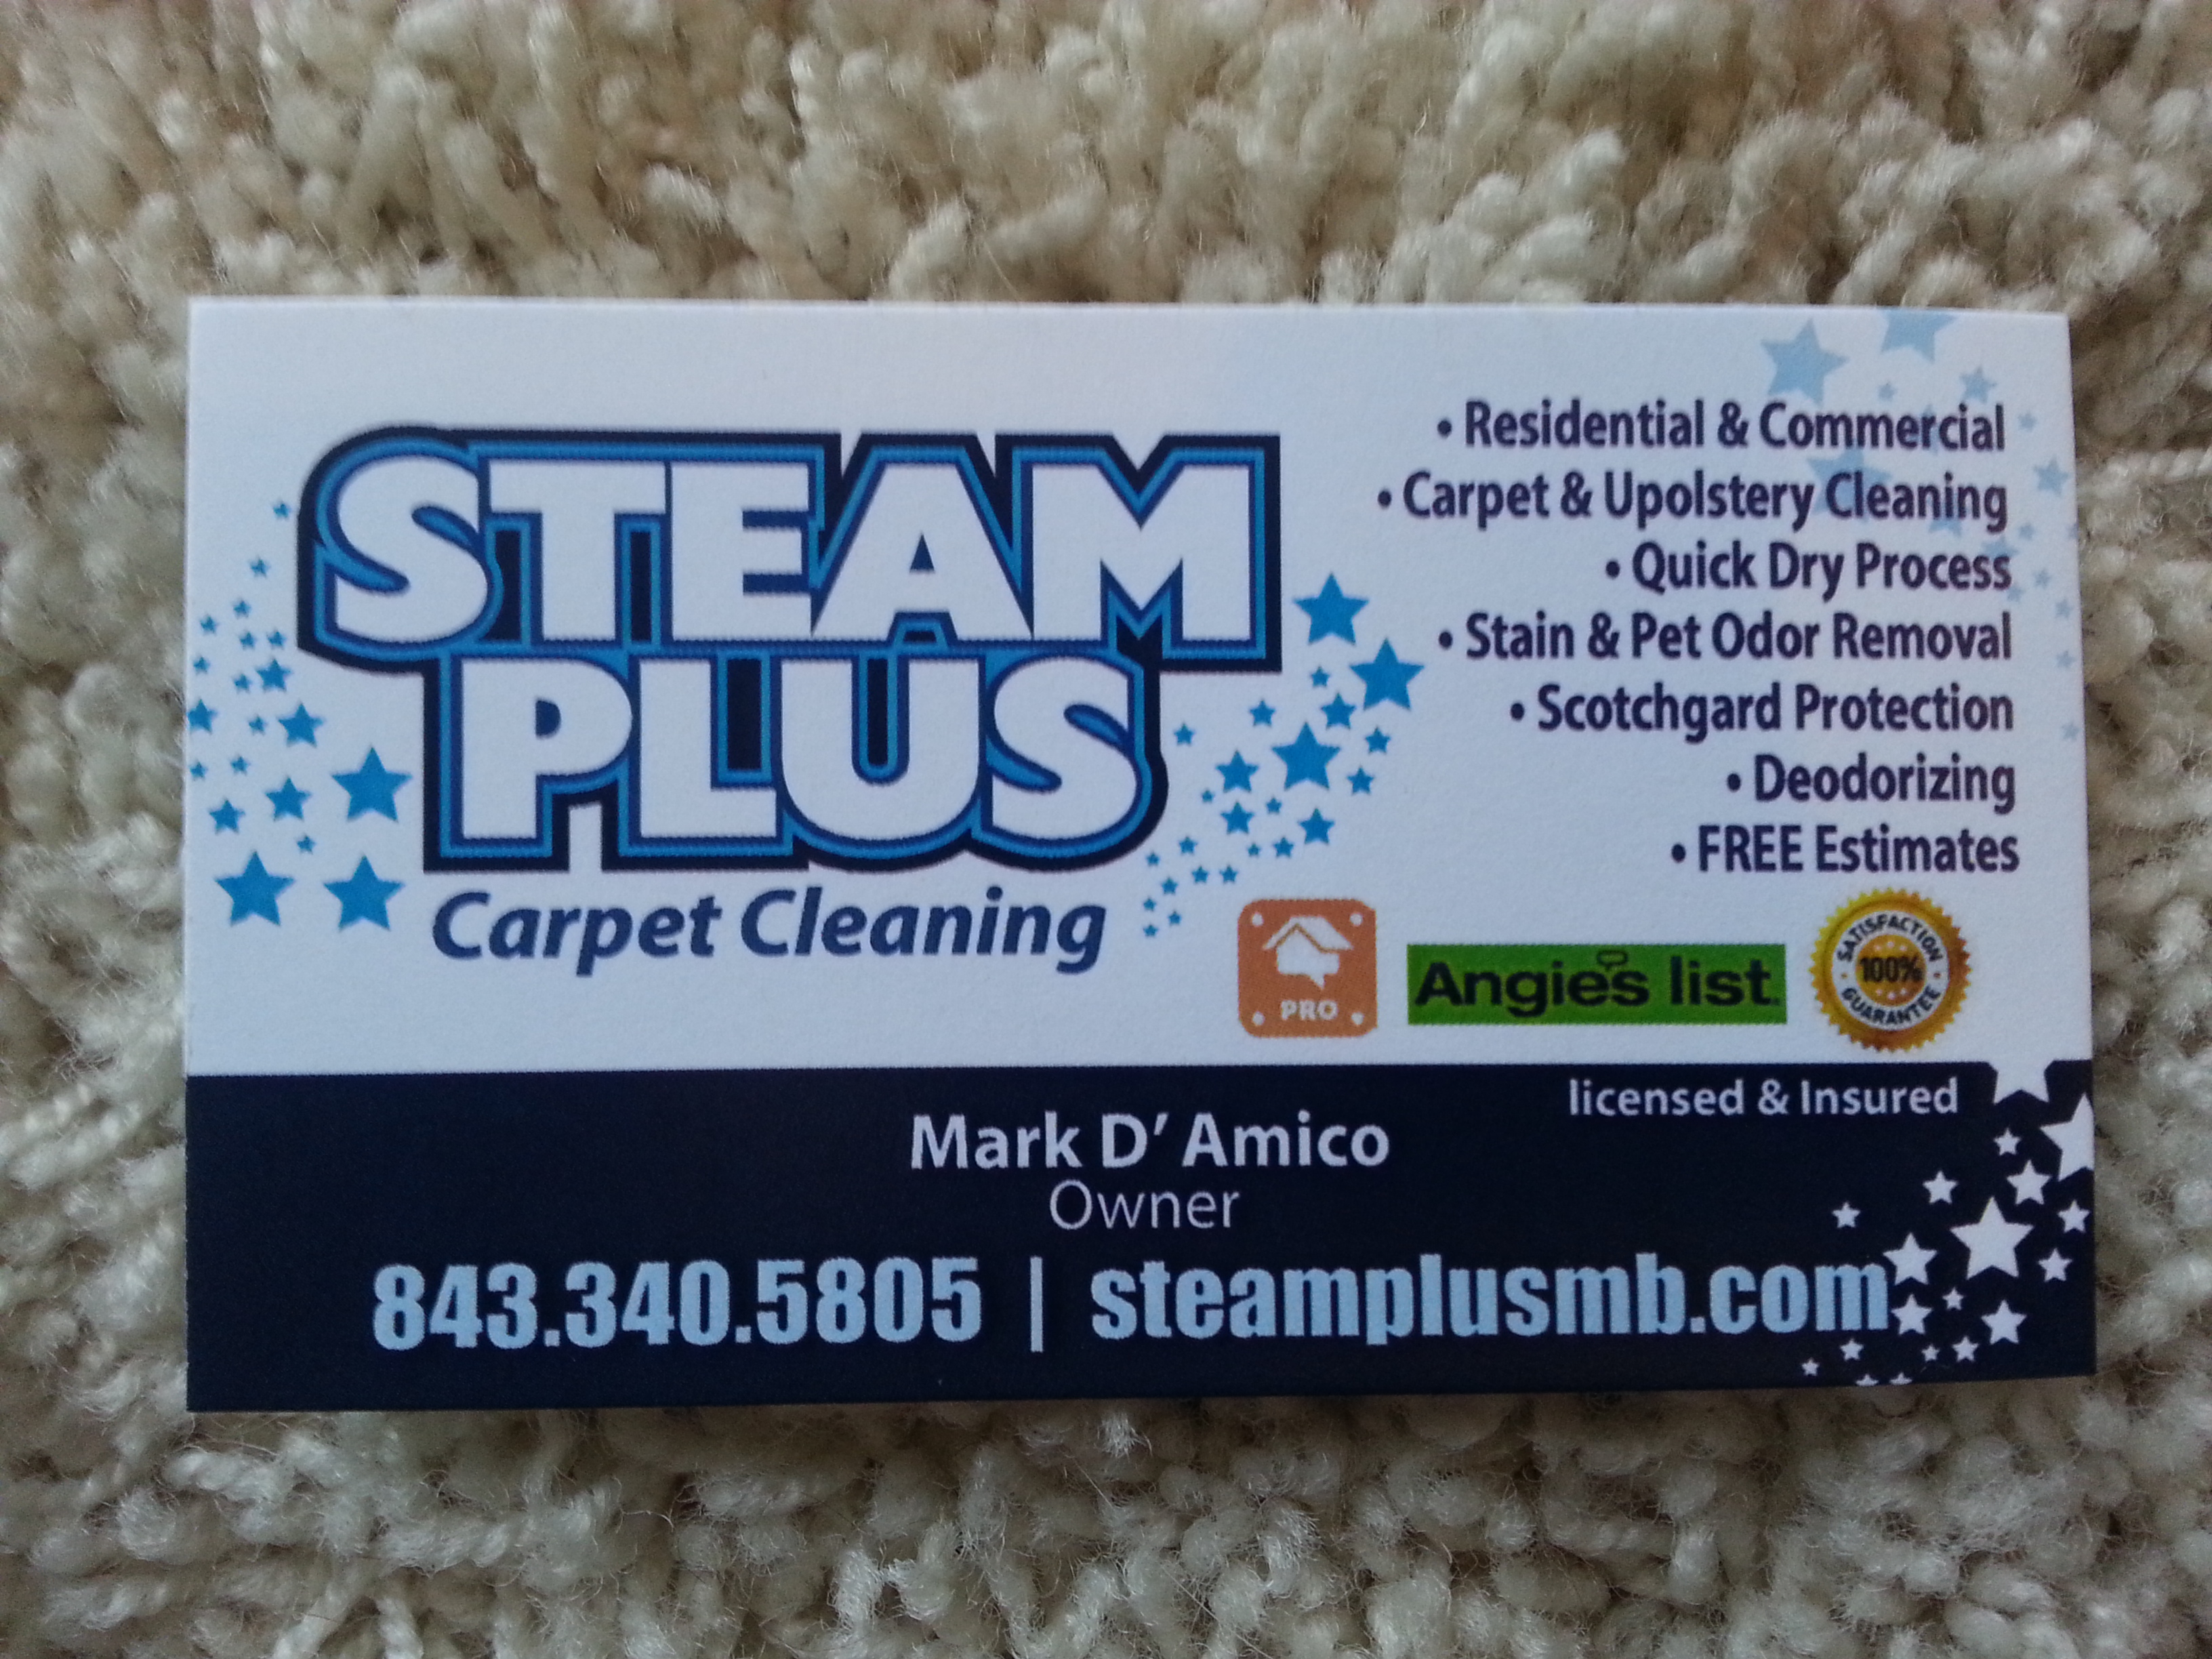 STEAM
PLUS
Carpet Cleaning
• Residential & Commercial
• Carpet & Upolstery Cleaning
• Quick Dry Process
• Stain & Pet Odor Removal
• Scotchgard Protection
• Deodorizing
• FREE Estimates
PRO
Angie's list
SATISFACTION
100%
GUARANTEE
licensed & Insured
Mark D' Amico
Owner
843.340.5805 | steamplusmb.com